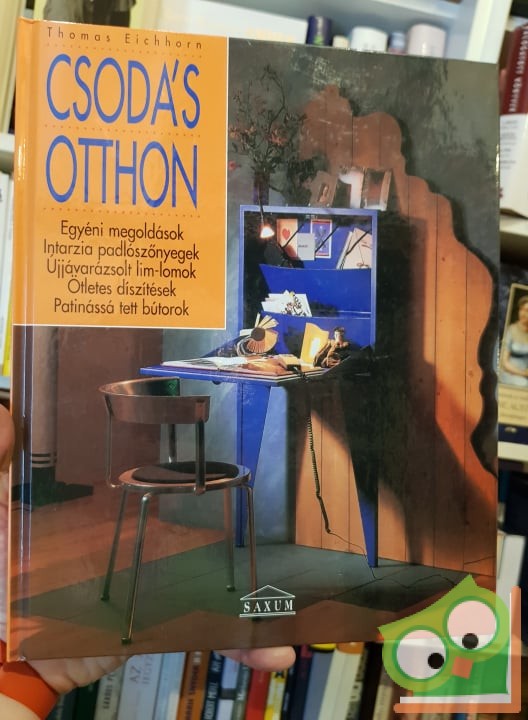 Thomas Eichhorn
CSODÁS
OTTHON
Egyéni megoldások
Intarzia padlószőnyegek
Újjávarázsolt lim-lomok
Ötletes díszítések
Patinássá tett bútorok
SAXUM